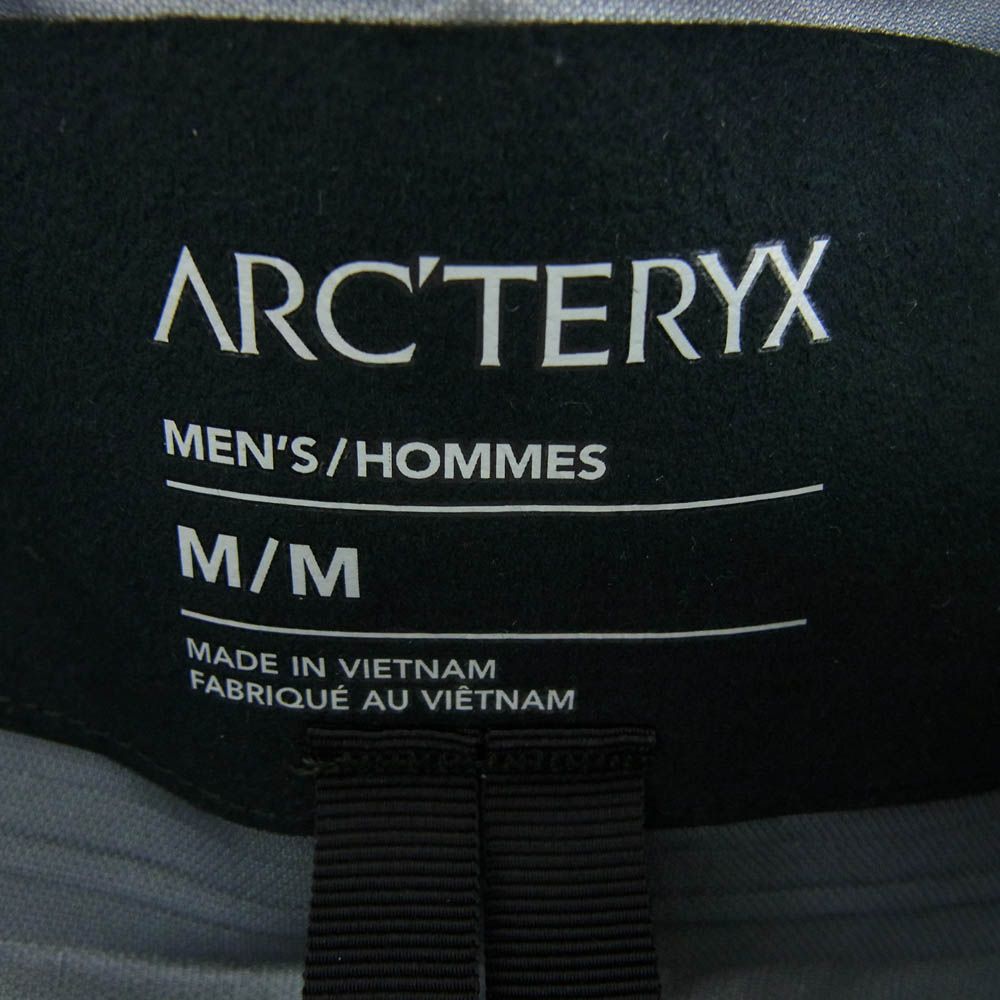 ARC'TERYX
MEN'S/HOMMES
M/M
MADE IN VIETNAM
FABRIQUÉ AU VIÊTNAM